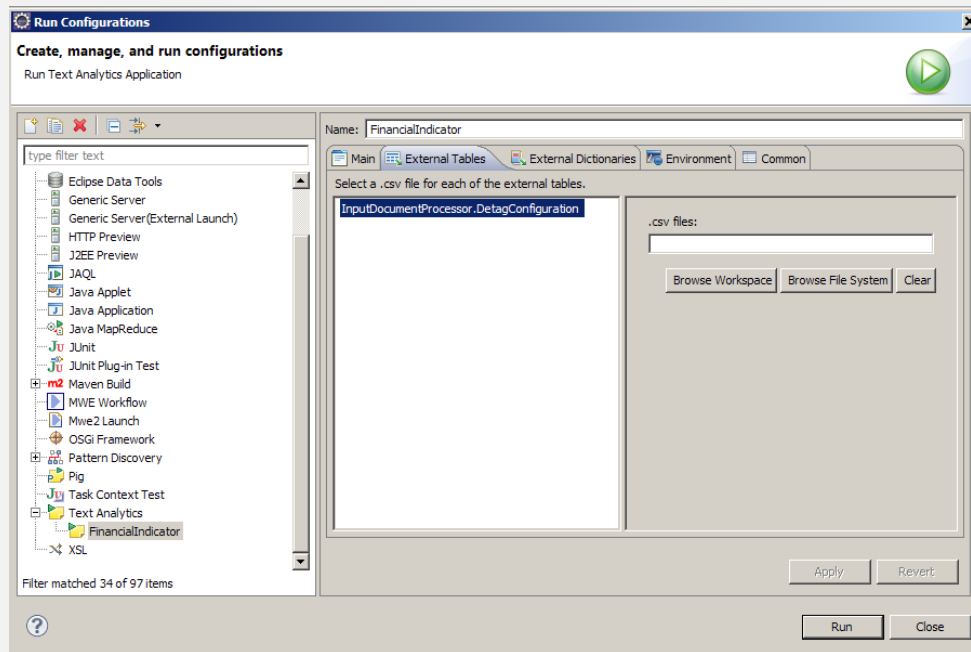 Run Configurations
Create, manage, and run configurations
Run Text Analytics Application
type filter text
Eclipse Data Tools
Generic Server
Generic Server(External Launch)
HTTP Preview
J2EE Preview
JAQL
Java Applet
Java Application
Java MapReduce
JUnit
JUnit Plug-in Test
m2 Maven Build
MWE Workflow
Mwe2 Launch
OSGi Framework
Pattern Discovery
Pig
Task Context Test
Text Analytics
FinancialIndicator
XSL
Filter matched 34 of 97 items
Name: FinancialIndicator
Main External Tables External Dictionaries Environment Common
Select a .csv file for each of the external tables.
InputDocumentProcessor.DetagConfiguration
.csv files:
Browse Workspace Browse File System Clear
Apply Revert
? Run Close